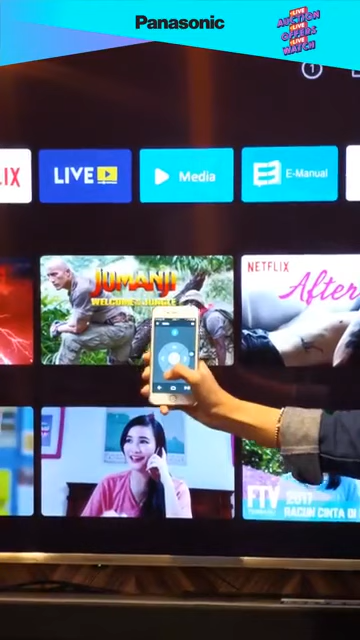 Panasonic
LIVE
AUCTION
LIVE
OFFERS
LIVE
WATCH
1
LIX
LIVE
Media
E-Manual
JUMANJI
WELCOME TO THE JUNGLE
NETFLIX
After
FTV
2017
RACUN CINTA DI